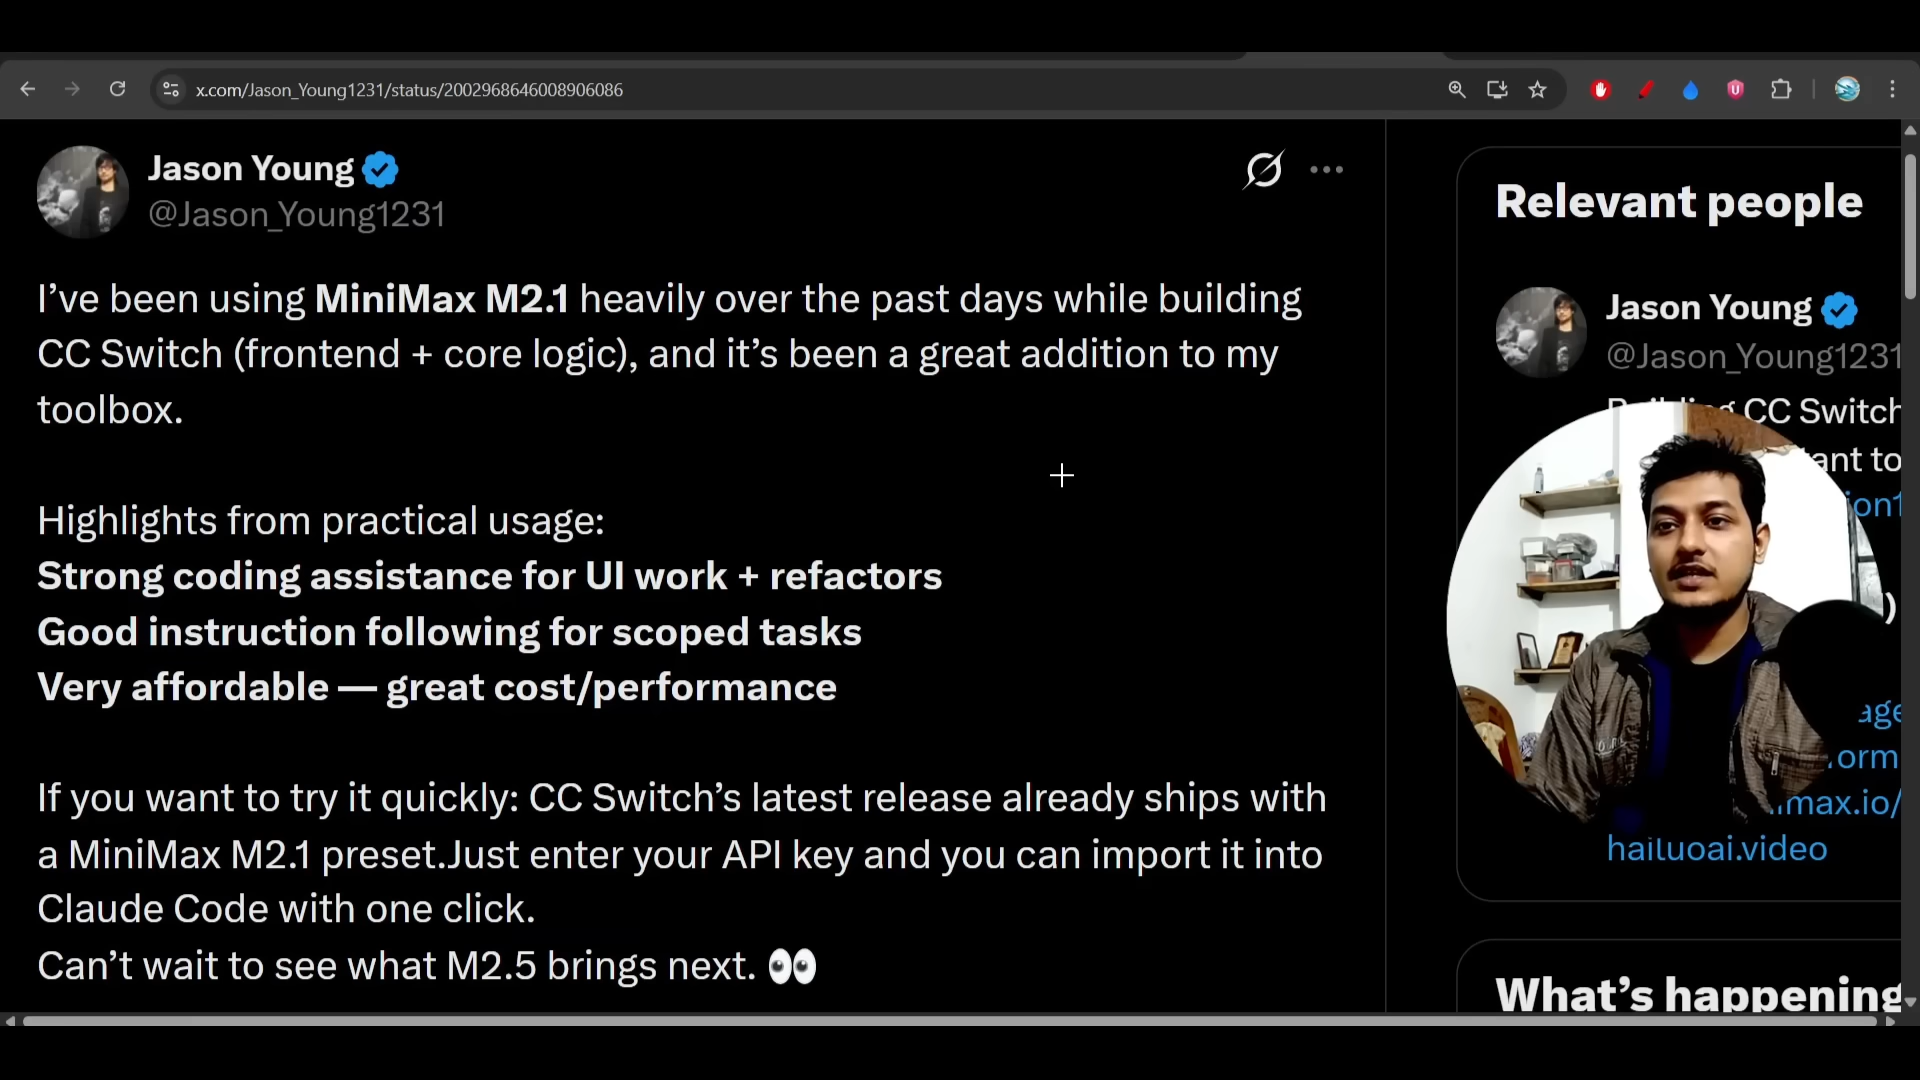 x.com/Jason_Young1231/status/2002968646008906086
Jason Young
@Jason_Young1231
I’ve been using MiniMax M2.1 heavily over the past days while building
CC Switch (frontend + core logic), and it’s been a great addition to my
toolbox.
Highlights from practical usage:
Strong coding assistance for UI work + refactors
Good instruction following for scoped tasks
Very affordable — great cost/performance
If you want to try it quickly: CC Switch’s latest release already ships with
a MiniMax M2.1 preset.Just enter your API key and you can import it into
Claude Code with one click.
Can’t wait to see what M2.5 brings next. 👀
Relevant people
Jason Young
@Jason_Young1231
CC Switch
hailuoai.video
What’s happening